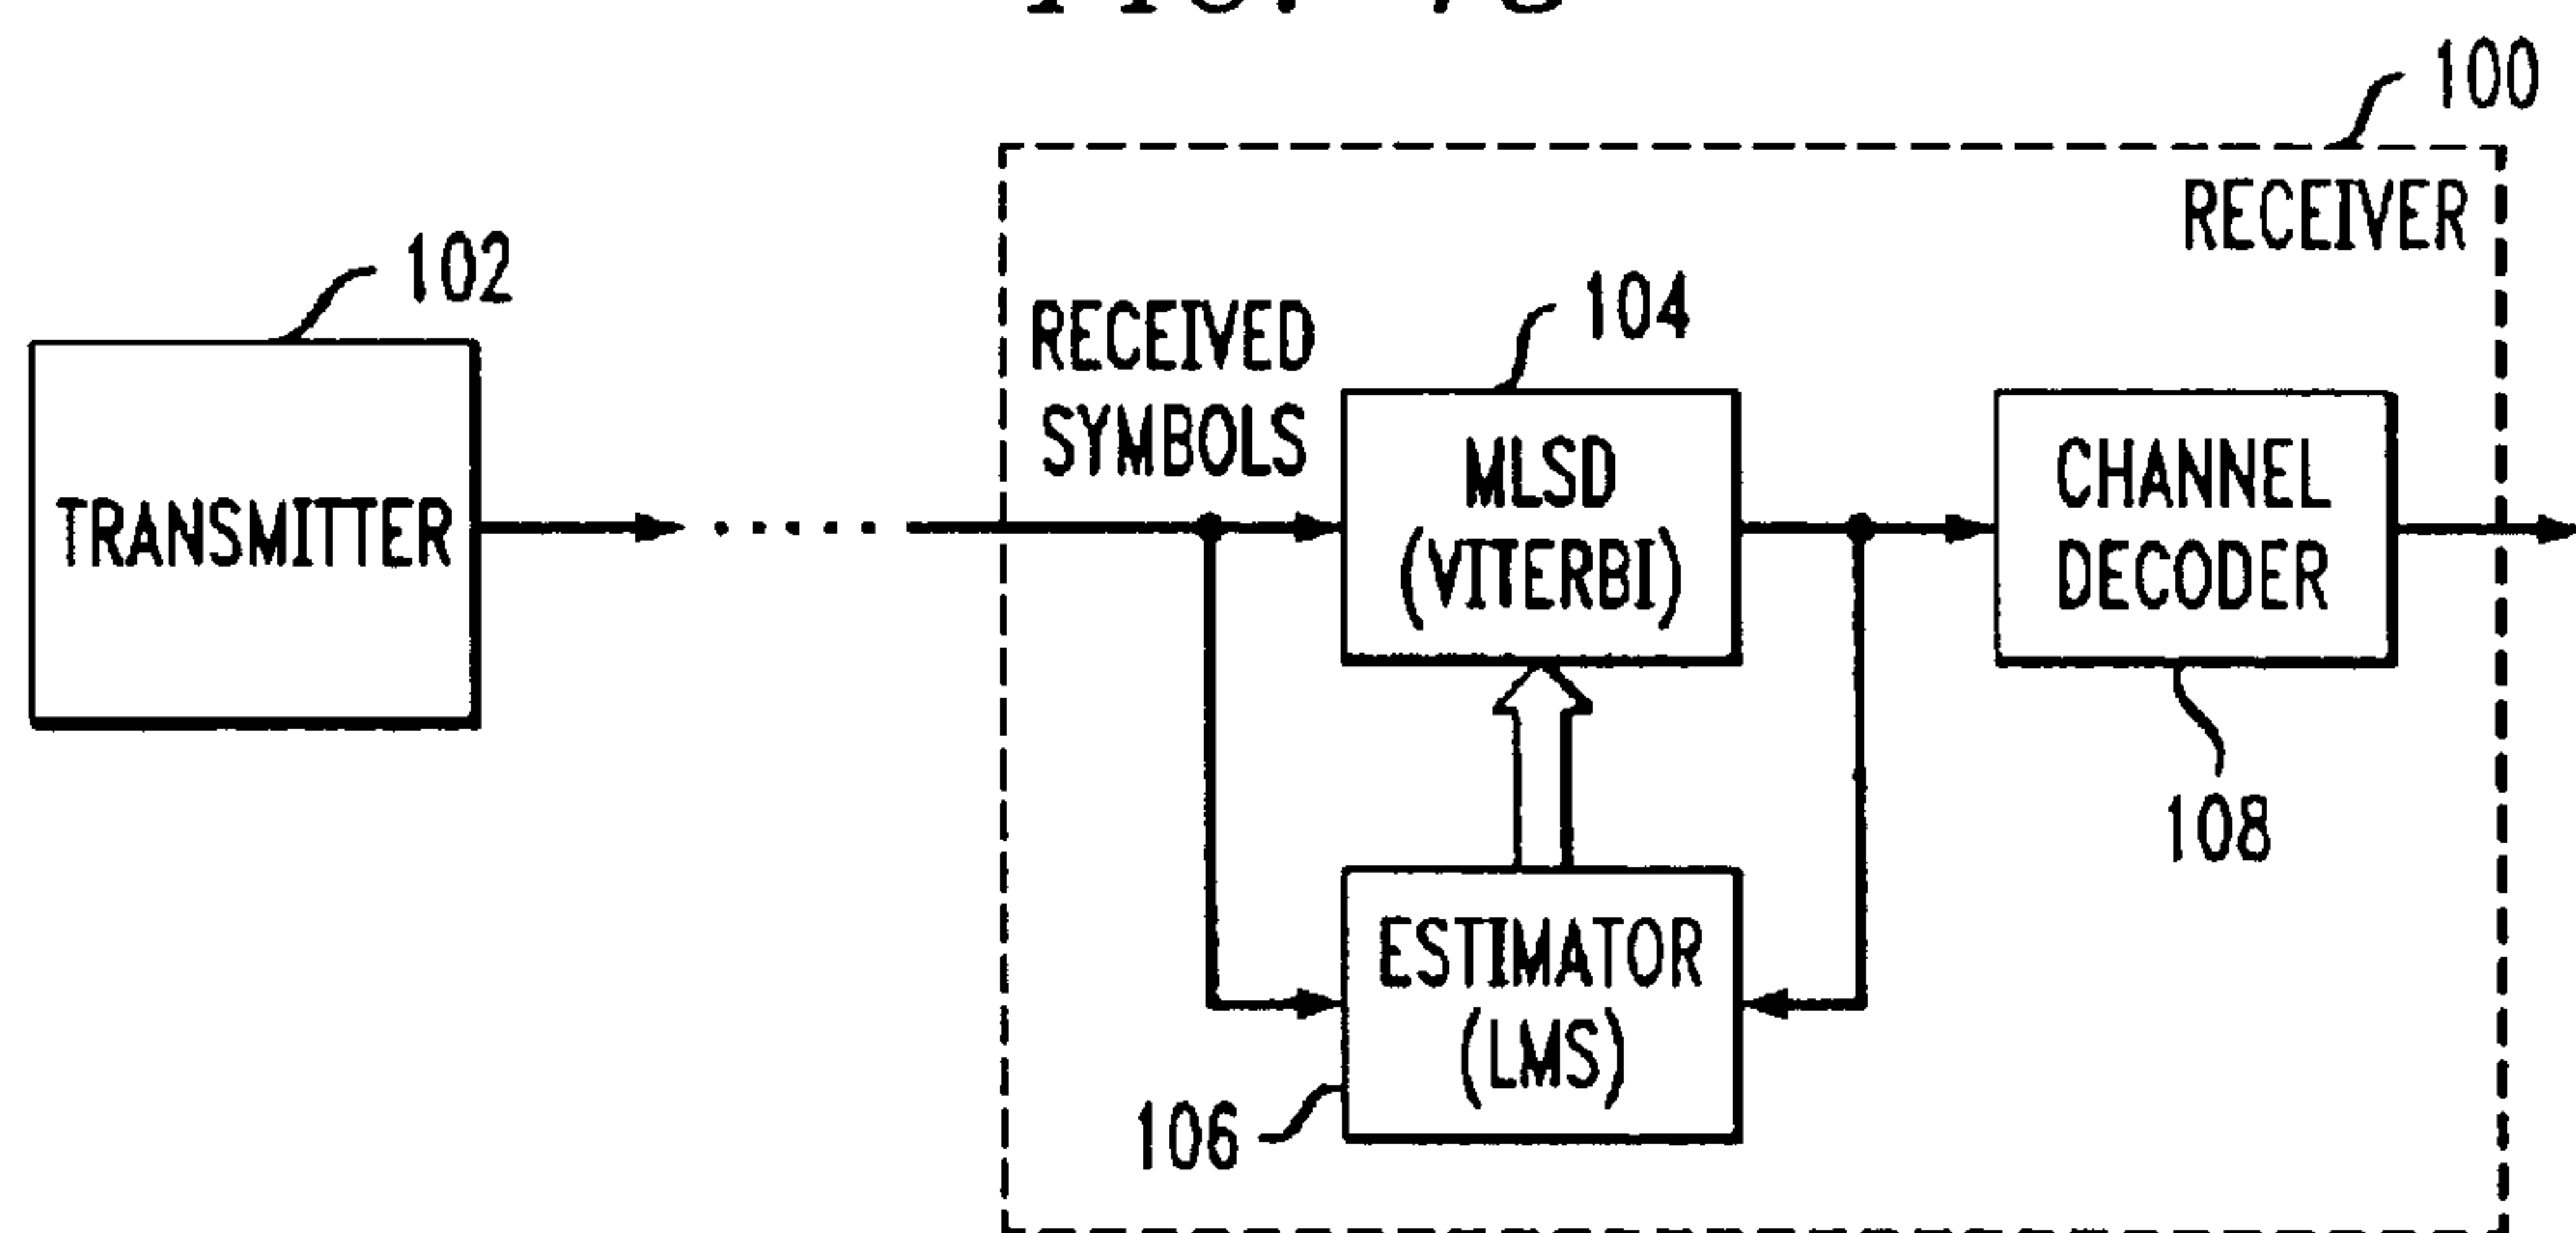 100
RECEIVER
102
TRANSMITTER
RECEIVED
SYMBOLS
104
MLSD
(VITERBI)
CHANNEL
DECODER
108
ESTIMATOR
(LMS)
106